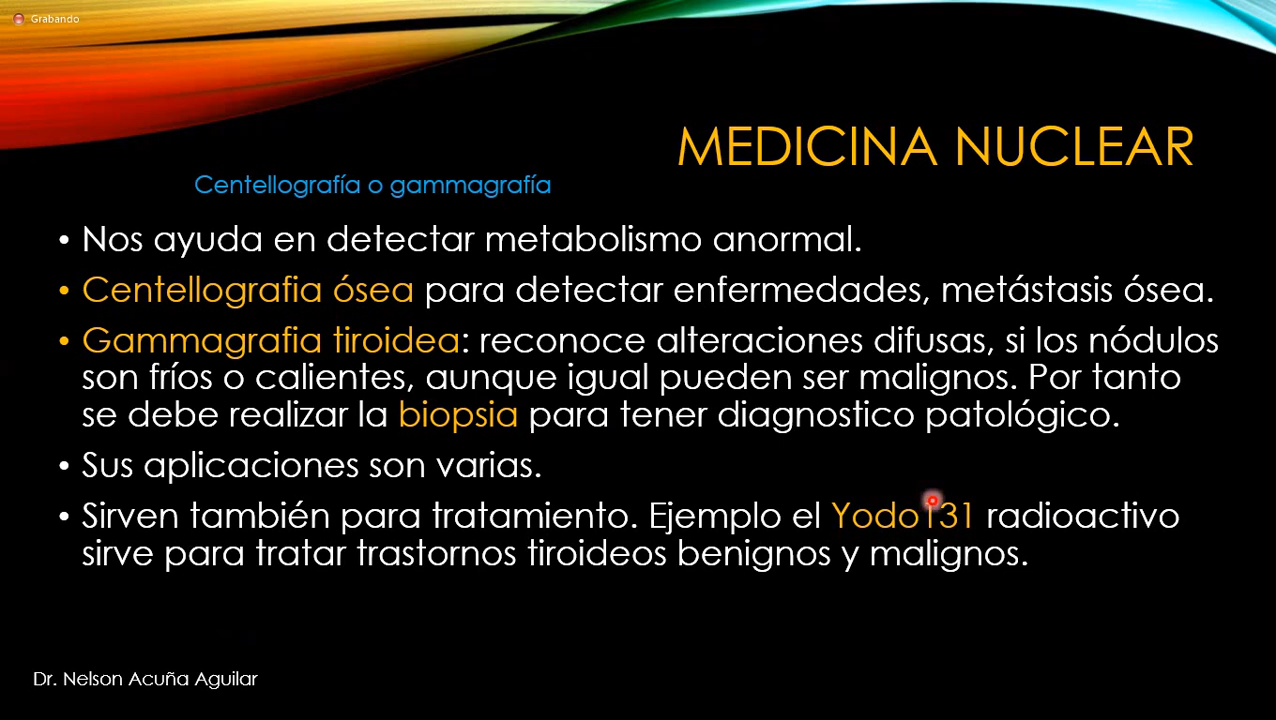 Grabando
MEDICINA NUCLEAR
Centellografía o gammagrafía
• Nos ayuda en detectar metabolismo anormal.
• Centellografia ósea para detectar enfermedades, metástasis ósea.
• Gammagrafia tiroidea: reconoce alteraciones difusas, si los nódulos
son fríos o calientes, aunque igual pueden ser malignos. Por tanto
se debe realizar la biopsia para tener diagnostico patológico.
• Sus aplicaciones son varias.
• Sirven también para tratamiento. Ejemplo el Yodo131 radioactivo
sirve para tratar trastornos tiroideos benignos y malignos.
Dr. Nelson Acuña Aguilar